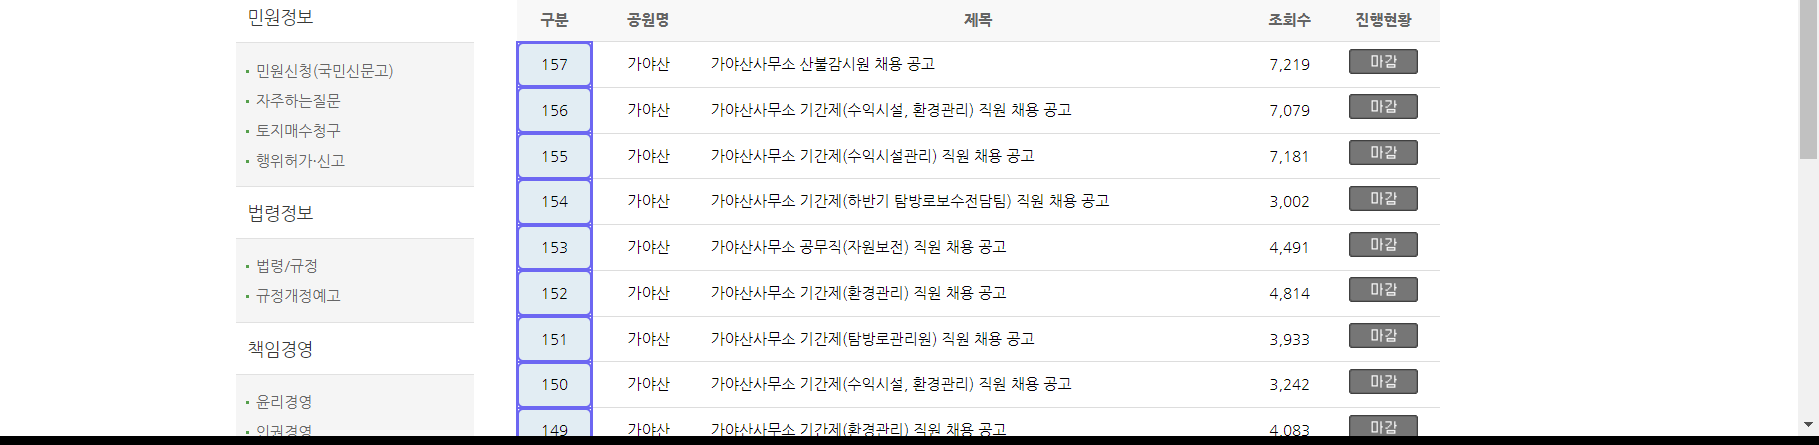 민원정보
민원신청(국민신문고)
자주하는질문
토지매수청구
행위허가·신고
법령정보
법령/규정
규정개정예고
책임경영
윤리경영
인권경영
구분 공원명 제목 조회수 진행현황
157 가야산 가야산사무소 산불감시원 채용 공고 7,219 마감
156 가야산 가야산사무소 기간제(수익시설, 환경관리) 직원 채용 공고 7,079 마감
155 가야산 가야산사무소 기간제(수익시설관리) 직원 채용 공고 7,181 마감
154 가야산 가야산사무소 기간제(하반기 탐방로보수전담팀) 직원 채용 공고 3,002 마감
153 가야산 가야산사무소 공무직(자원보전) 직원 채용 공고 4,491 마감
152 가야산 가야산사무소 기간제(환경관리) 직원 채용 공고 4,814 마감
151 가야산 가야산사무소 기간제(탐방로관리원) 직원 채용 공고 3,933 마감
150 가야산 가야산사무소 기간제(수익시설, 환경관리) 직원 채용 공고 3,242 마감
149 가야산 가야산사무소 기간제(환경관리) 직원 채용 공고 4,083 마감